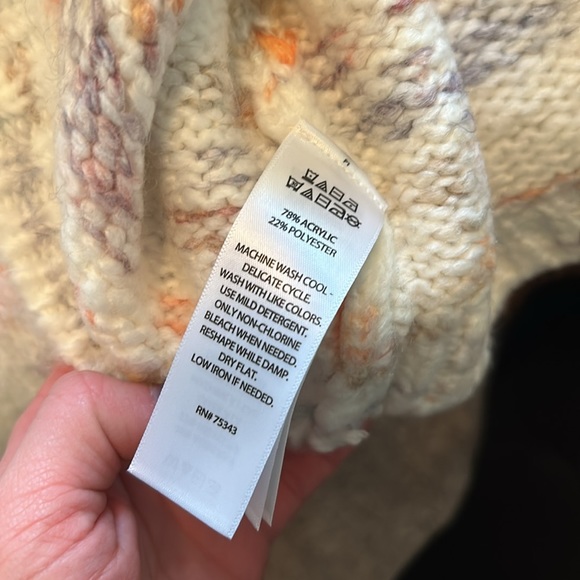 78% ACRYLIC
22% POLYESTER
MACHINE WASH COOL -
DELICATE CYCLE.
WASH WITH LIKE COLORS.
USE MILD DETERGENT.
ONLY NON-CHLORINE
BLEACH WHEN NEEDED.
RESHAPE WHILE DAMP.
DRY FLAT.
LOW IRON IF NEEDED.
RN# 75343